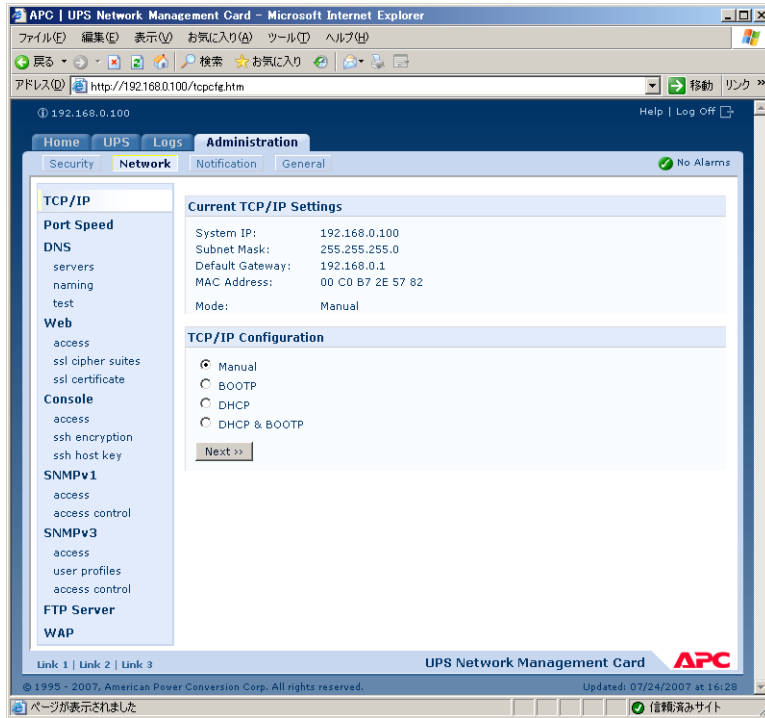 APC | UPS Network Management Card - Microsoft Internet Explorer
ファイル(F) 編集(E) 表示(V) お気に入り(A) ツール(T) ヘルプ(H)
戻る 検索 お気に入り
アドレス(D) http://192.168.0.100/tcpcfg.htm 移動 リンク »
192.168.0.100 Help | Log Off
Home UPS Logs Administration
Security Network Notification General No Alarms
TCP/IP
Port Speed
DNS
servers
naming
test
Web
access
ssl cipher suites
ssl certificate
Console
access
ssh encryption
ssh host key
SNMPv1
access
access control
SNMPv3
access
user profiles
access control
FTP Server
WAP
Current TCP/IP Settings
System IP: 192.168.0.100
Subnet Mask: 255.255.255.0
Default Gateway: 192.168.0.1
MAC Address: 00 C0 B7 2E 57 82
Mode: Manual
TCP/IP Configuration
Manual
BOOTP
DHCP
DHCP & BOOTP
Next >>
Link 1 | Link 2 | Link 3
UPS Network Management Card APC
© 1995 - 2007, American Power Conversion Corp. All rights reserved. Updated: 07/24/2007 at 16:28
ページが表示されました 信頼済みサイト